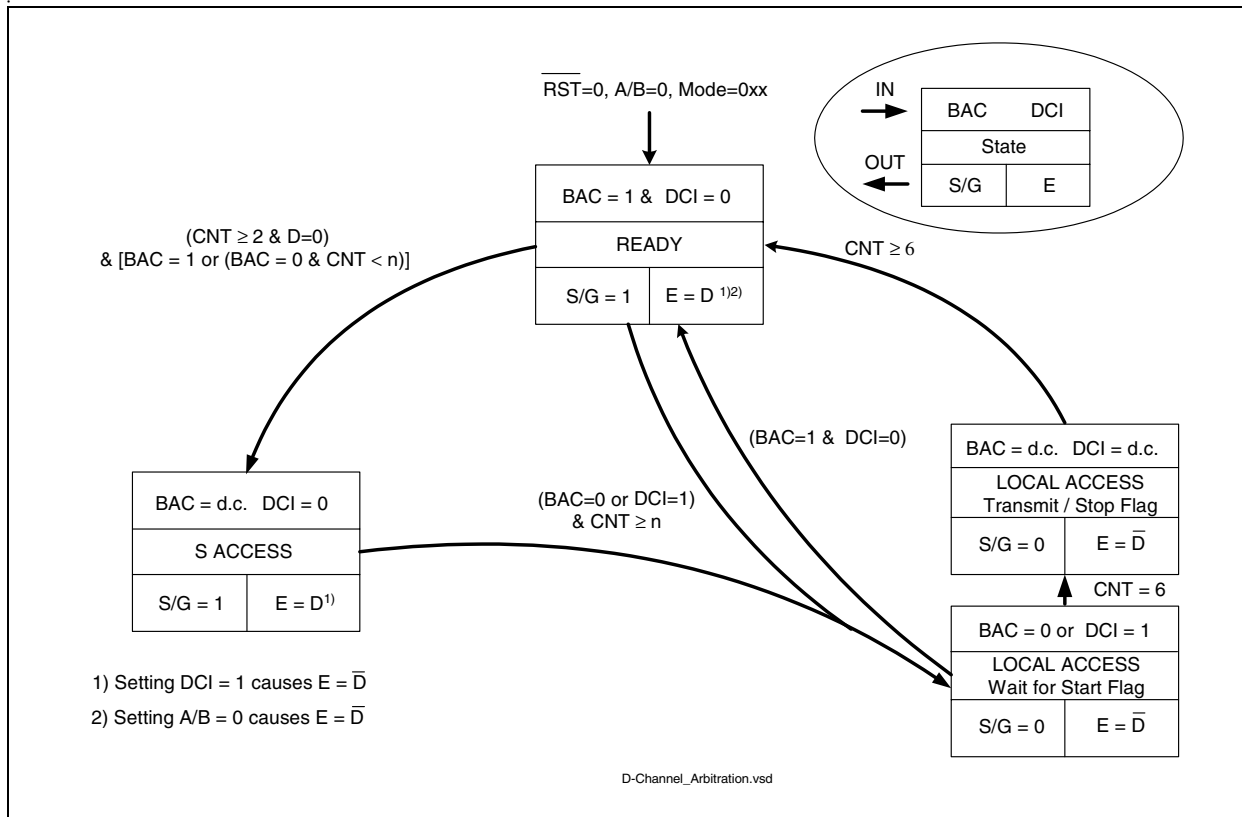 R̅S̅T̅=0, A/B=0, Mode=0xx
IN
BAC DCI
State
OUT
S/G E
BAC = 1 & DCI = 0
READY
S/G = 1 E = D 1)2)
(CNT ≥ 2 & D=0)
& [BAC = 1 or (BAC = 0 & CNT < n)]
CNT ≥ 6
(BAC=1 & DCI=0)
(BAC=0 or DCI=1)
& CNT ≥ n
BAC = d.c. DCI = 0
S ACCESS
S/G = 1 E = D1)
BAC = d.c. DCI = d.c.
LOCAL ACCESS
Transmit / Stop Flag
S/G = 0 E = D̅
CNT = 6
BAC = 0 or DCI = 1
LOCAL ACCESS
Wait for Start Flag
S/G = 0 E = D̅
1) Setting DCI = 1 causes E = D̅
2) Setting A/B = 0 causes E = D̅
D-Channel_Arbitration.vsd